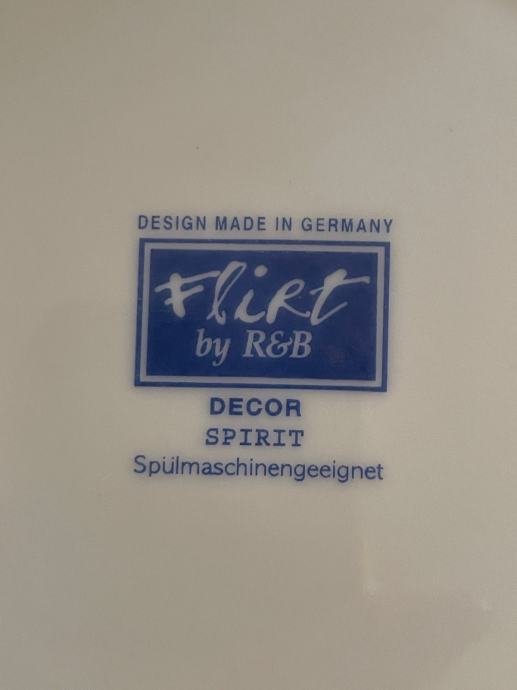 DESIGN MADE IN GERMANY
Flirt
by R&B
DECOR
SPIRIT
Spülmaschinengeeignet